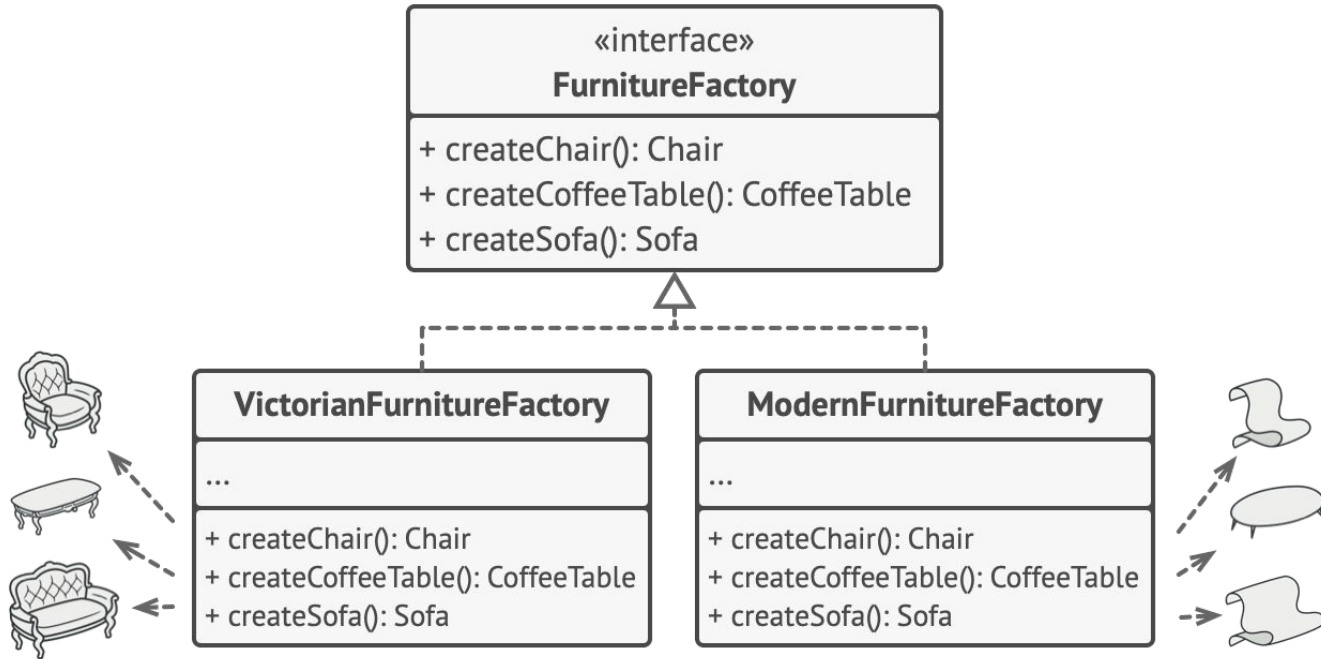 «interface»
FurnitureFactory
+ createChair(): Chair
+ createCoffeeTable(): CoffeeTable
+ createSofa(): Sofa
VictorianFurnitureFactory
...
+ createChair(): Chair
+ createCoffeeTable(): CoffeeTable
+ createSofa(): Sofa
ModernFurnitureFactory
...
+ createChair(): Chair
+ createCoffeeTable(): CoffeeTable
+ createSofa(): Sofa